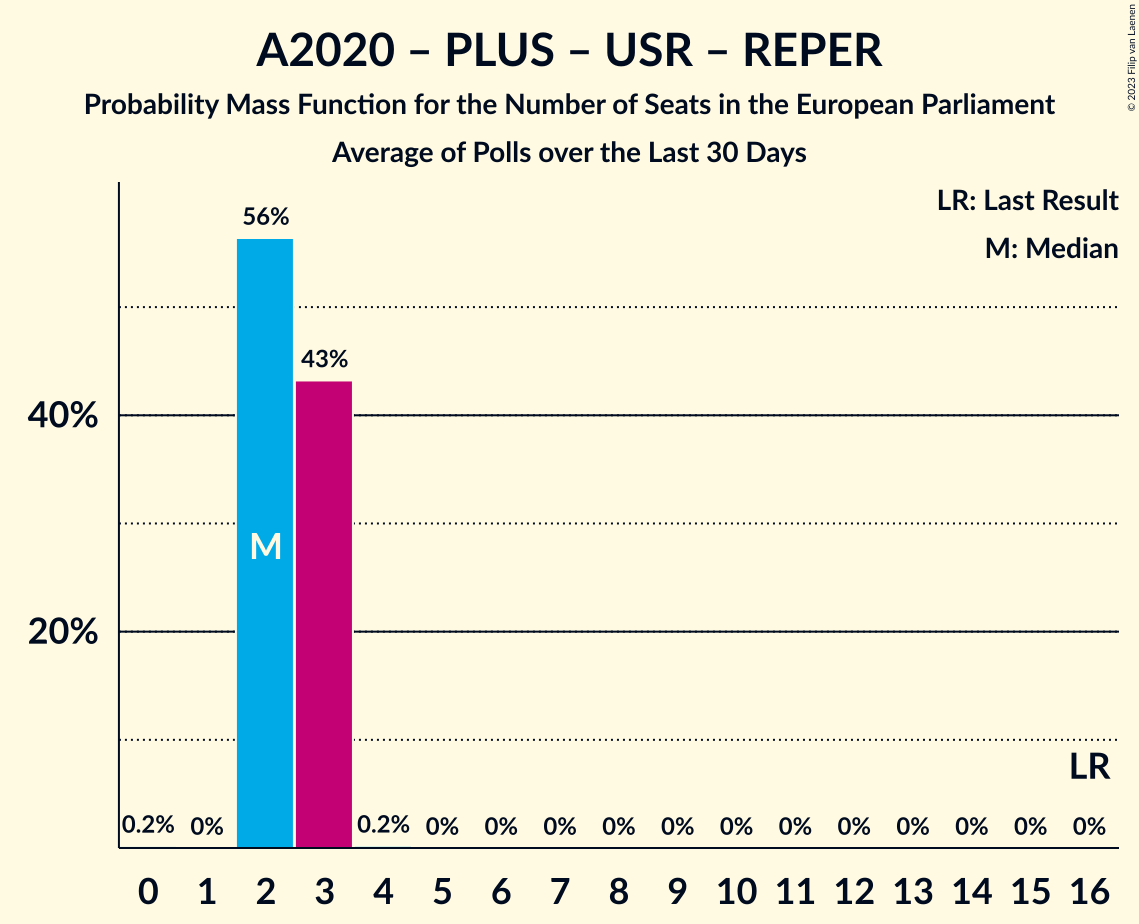 A2020 – PLUS – USR – REPER
Probability Mass Function for the Number of Seats in the European Parliament
Average of Polls over the Last 30 Days
© 2023 Filip van Laenen
LR: Last Result
M: Median
56%
43%
40%
M
20%
LR
0.2% 0% 0.2% 0% 0% 0% 0% 0% 0% 0% 0% 0% 0% 0% 0%
0 1 2 3 4 5 6 7 8 9 10 11 12 13 14 15 16